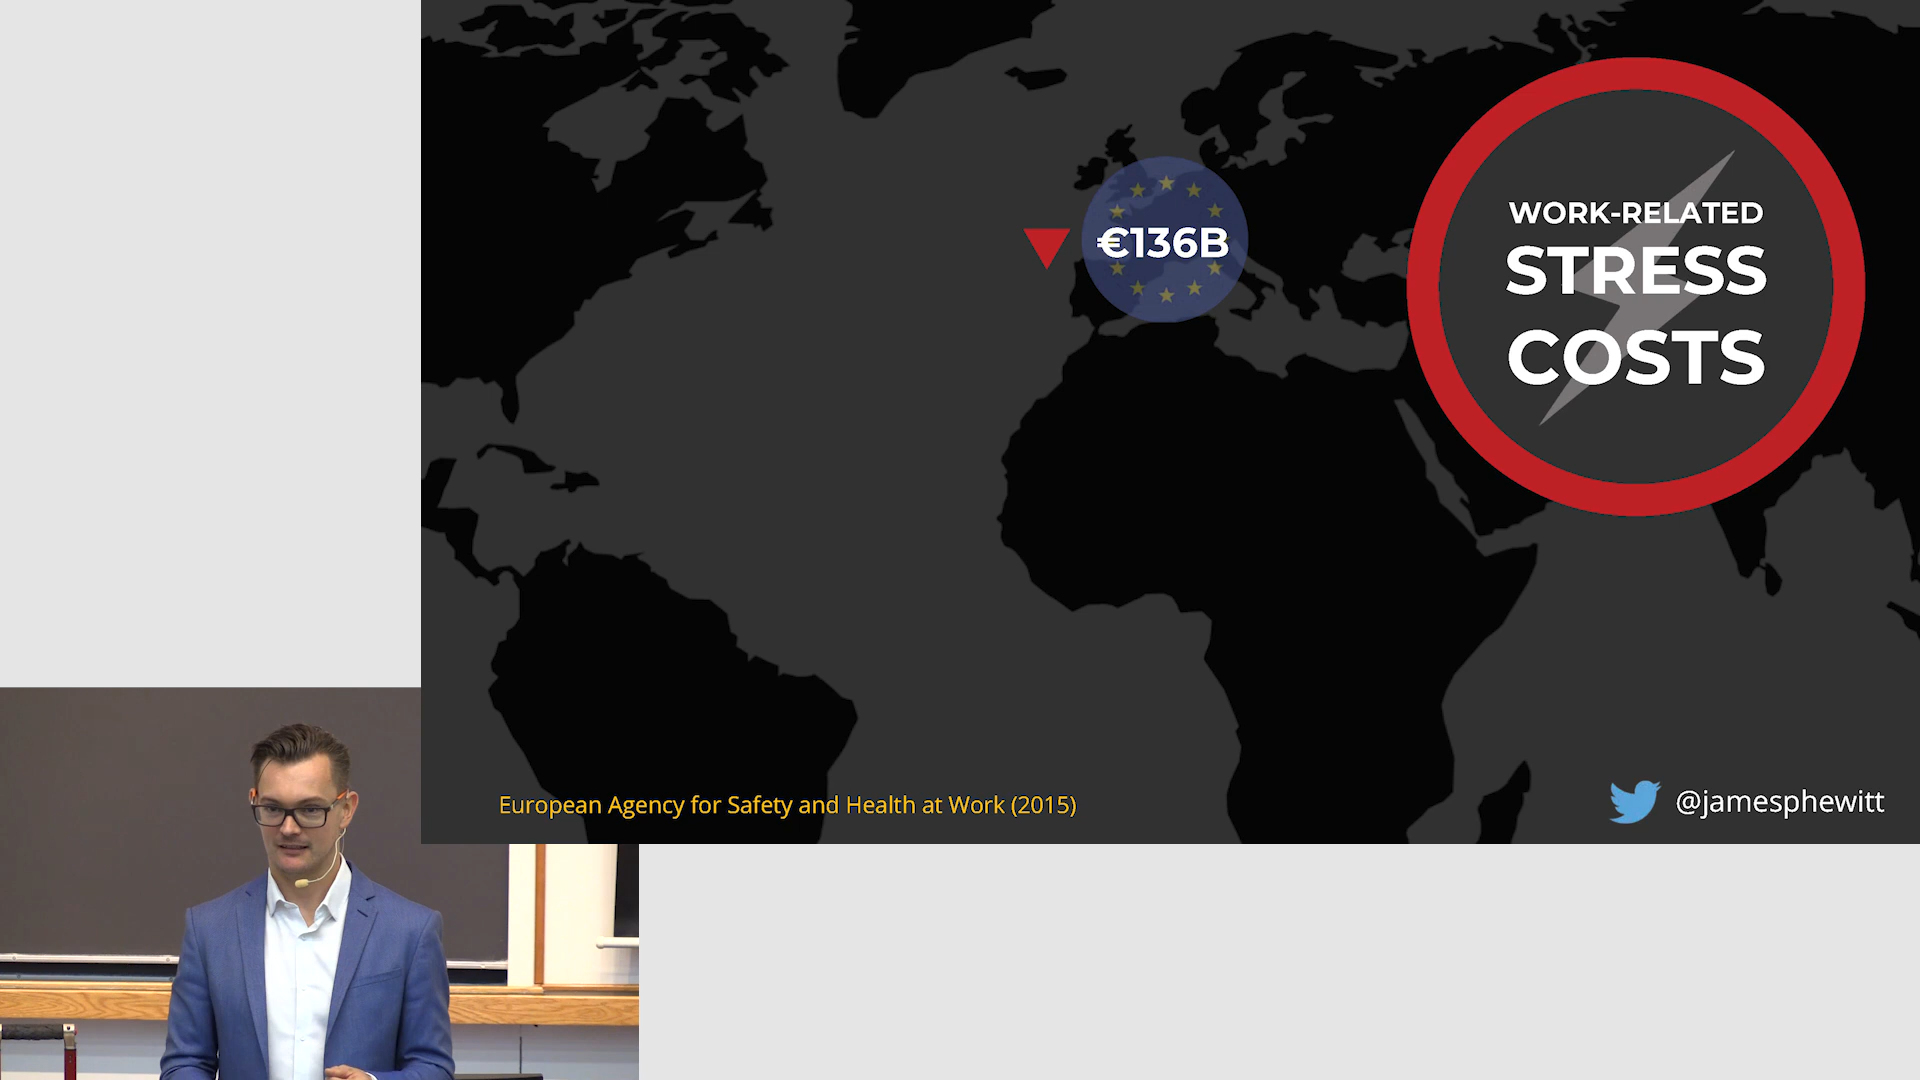 WORK-RELATED
STRESS
COSTS
€136B
European Agency for Safety and Health at Work (2015)
@jamesphewitt